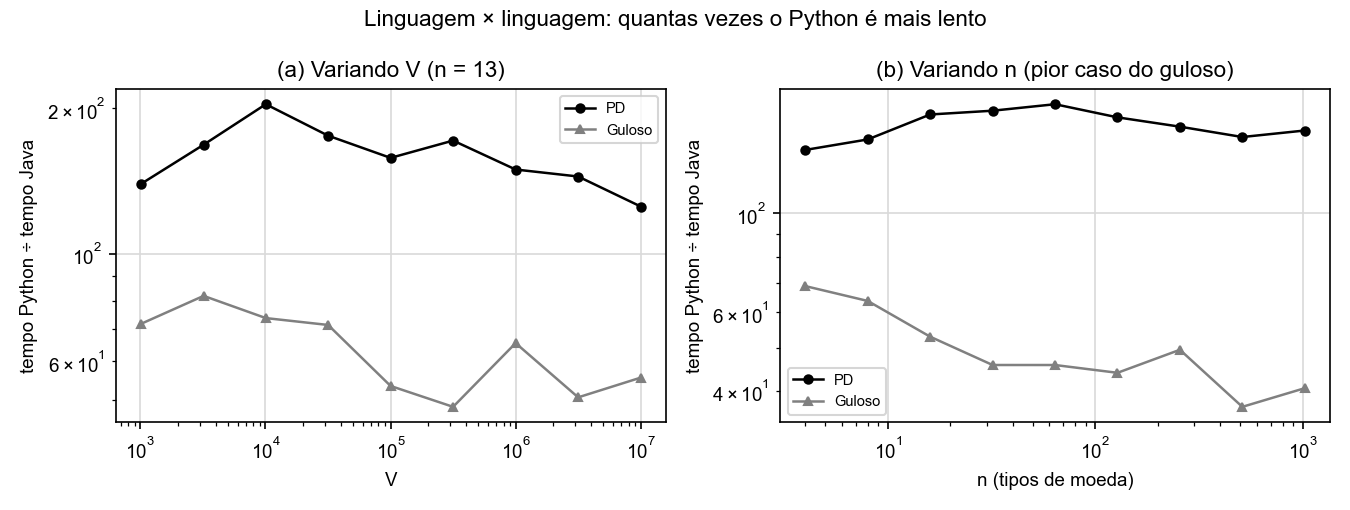 Linguagem × linguagem: quantas vezes o Python é mais lento
(a) Variando V (n = 13)
tempo Python ÷ tempo Java
2 × 10²
10²
6 × 10¹
PD
Guloso
10³ 10⁴ 10⁵ 10⁶ 10⁷
V
(b) Variando n (pior caso do guloso)
tempo Python ÷ tempo Java
10²
6 × 10¹
4 × 10¹
PD
Guloso
10¹ 10² 10³
n (tipos de moeda)